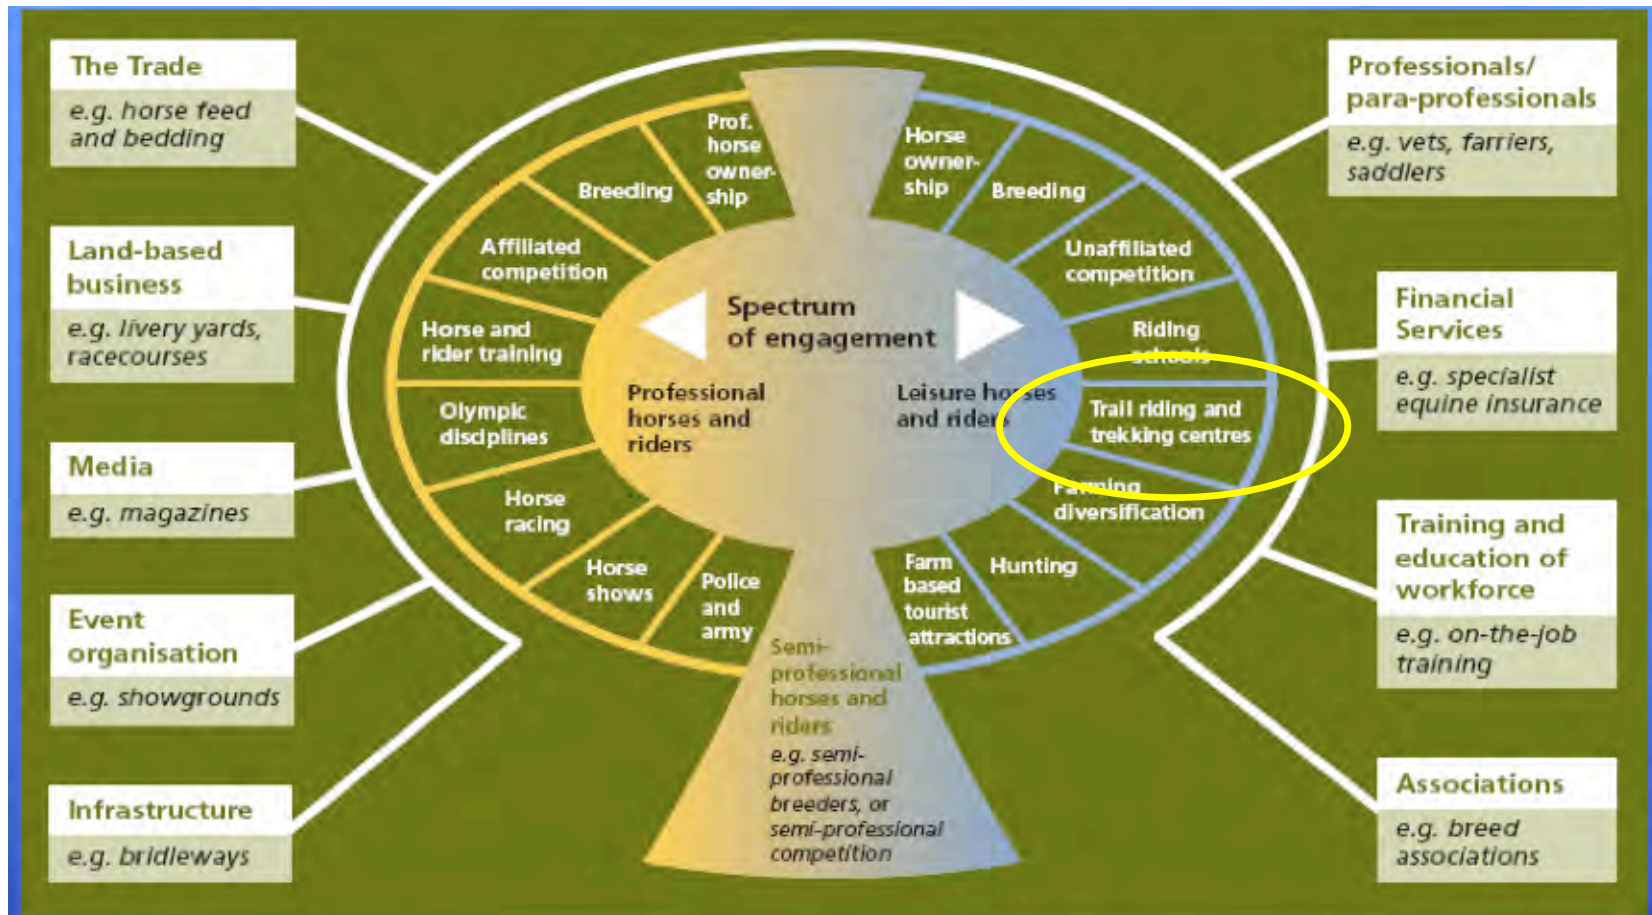 The Trade
e.g. horse feed
and bedding
Land-based
business
e.g. livery yards,
racecourses
Media
e.g. magazines
Event
organisation
e.g. showgrounds
Infrastructure
e.g. bridleways
Prof.
horse
owner-
ship
Breeding
Affiliated
competition
Horse and
rider training
Olympic
disciplines
Horse
racing
Horse
shows
Police
and
army
Spectrum
of engagement
Professional
horses and
riders
Leisure horses
and riders
Semi-
professional
horses and
riders
e.g. semi-
professional
breeders, or
semi-professional
competition
Horse
owner-
ship
Breeding
Unaffiliated
competition
Riding
schools
Trail riding and
trekking centres
Farming
diversification
Hunting
Farm
based
tourist
attractions
Professionals/
para-professionals
e.g. vets, farriers,
saddlers
Financial
Services
e.g. specialist
equine insurance
Training and
education of
workforce
e.g. on-the-job
training
Associations
e.g. breed
associations